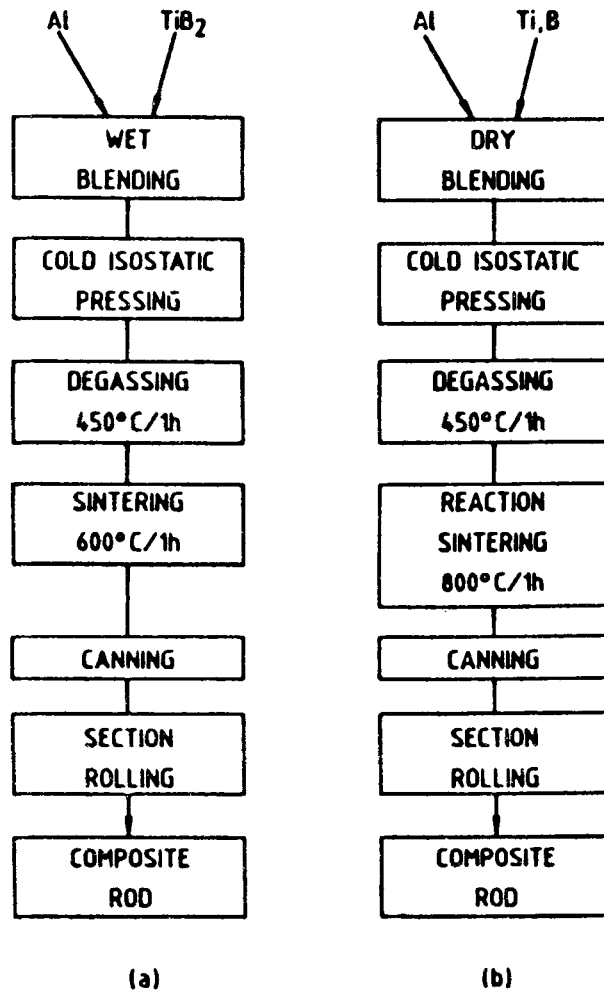 Al TiB₂
WET
BLENDING
COLD ISOSTATIC
PRESSING
DEGASSING
450°C/1h
SINTERING
600°C/1h
CANNING
SECTION
ROLLING
COMPOSITE
ROD
(a)
Al Ti,B
DRY
BLENDING
COLD ISOSTATIC
PRESSING
DEGASSING
450°C/1h
REACTION
SINTERING
800°C/1h
CANNING
SECTION
ROLLING
COMPOSITE
ROD
(b)